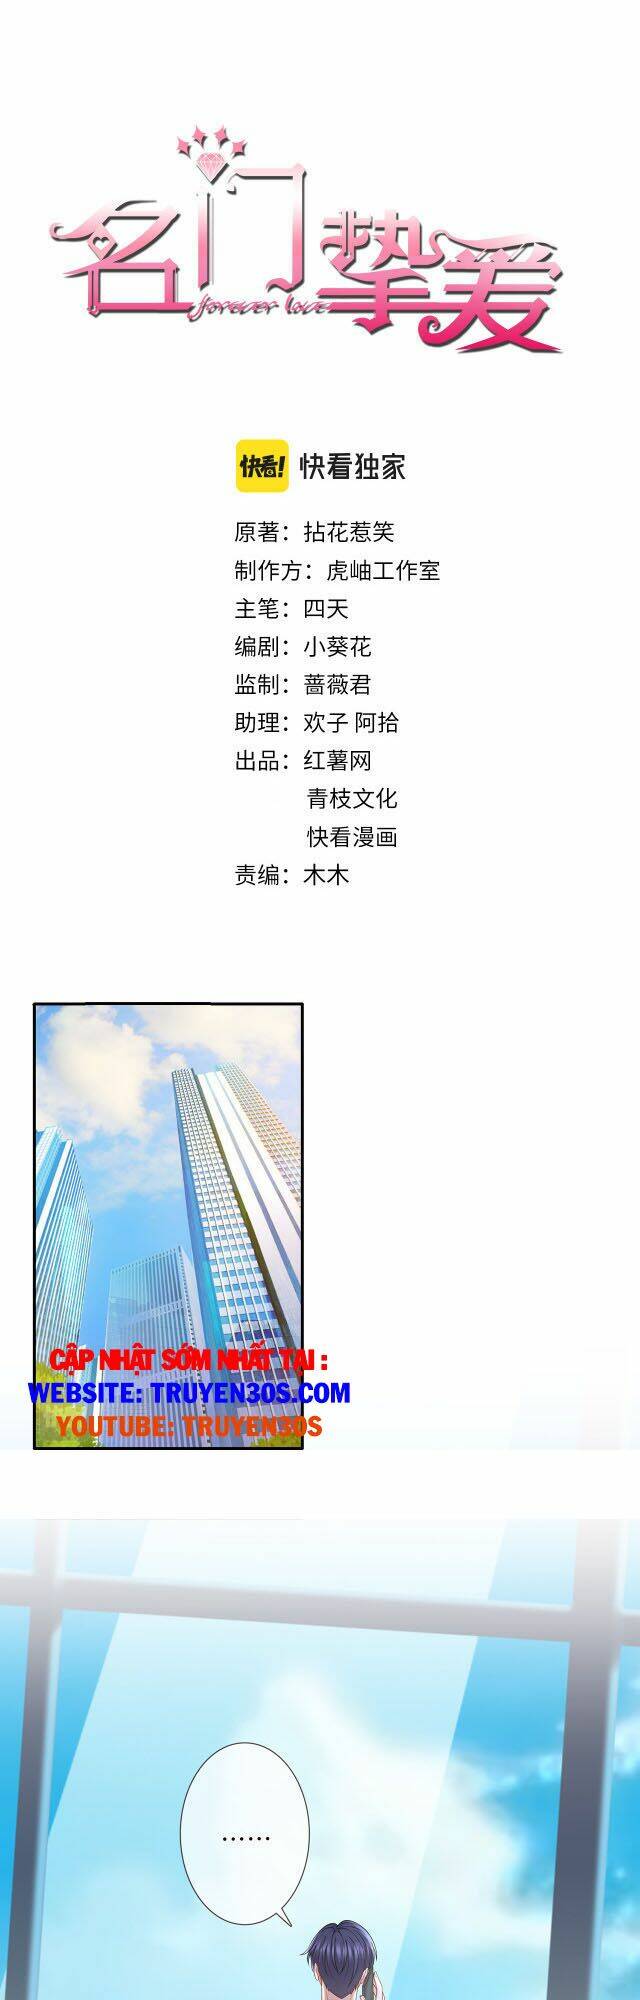 名门挚爱
forever love
快看! 快看独家
原著：拈花惹笑
制作方：虎岫工作室
主笔：四天
编剧：小葵花
监制：蔷薇君
助理：欢子 阿拾
出品：红薯网
青枝文化
快看漫画
责编：木木
CẬP NHẬT SỚM NHẤT TẠI :
WEBSITE: TRUYEN30S.COM
YOUTUBE: TRUYEN30S
……